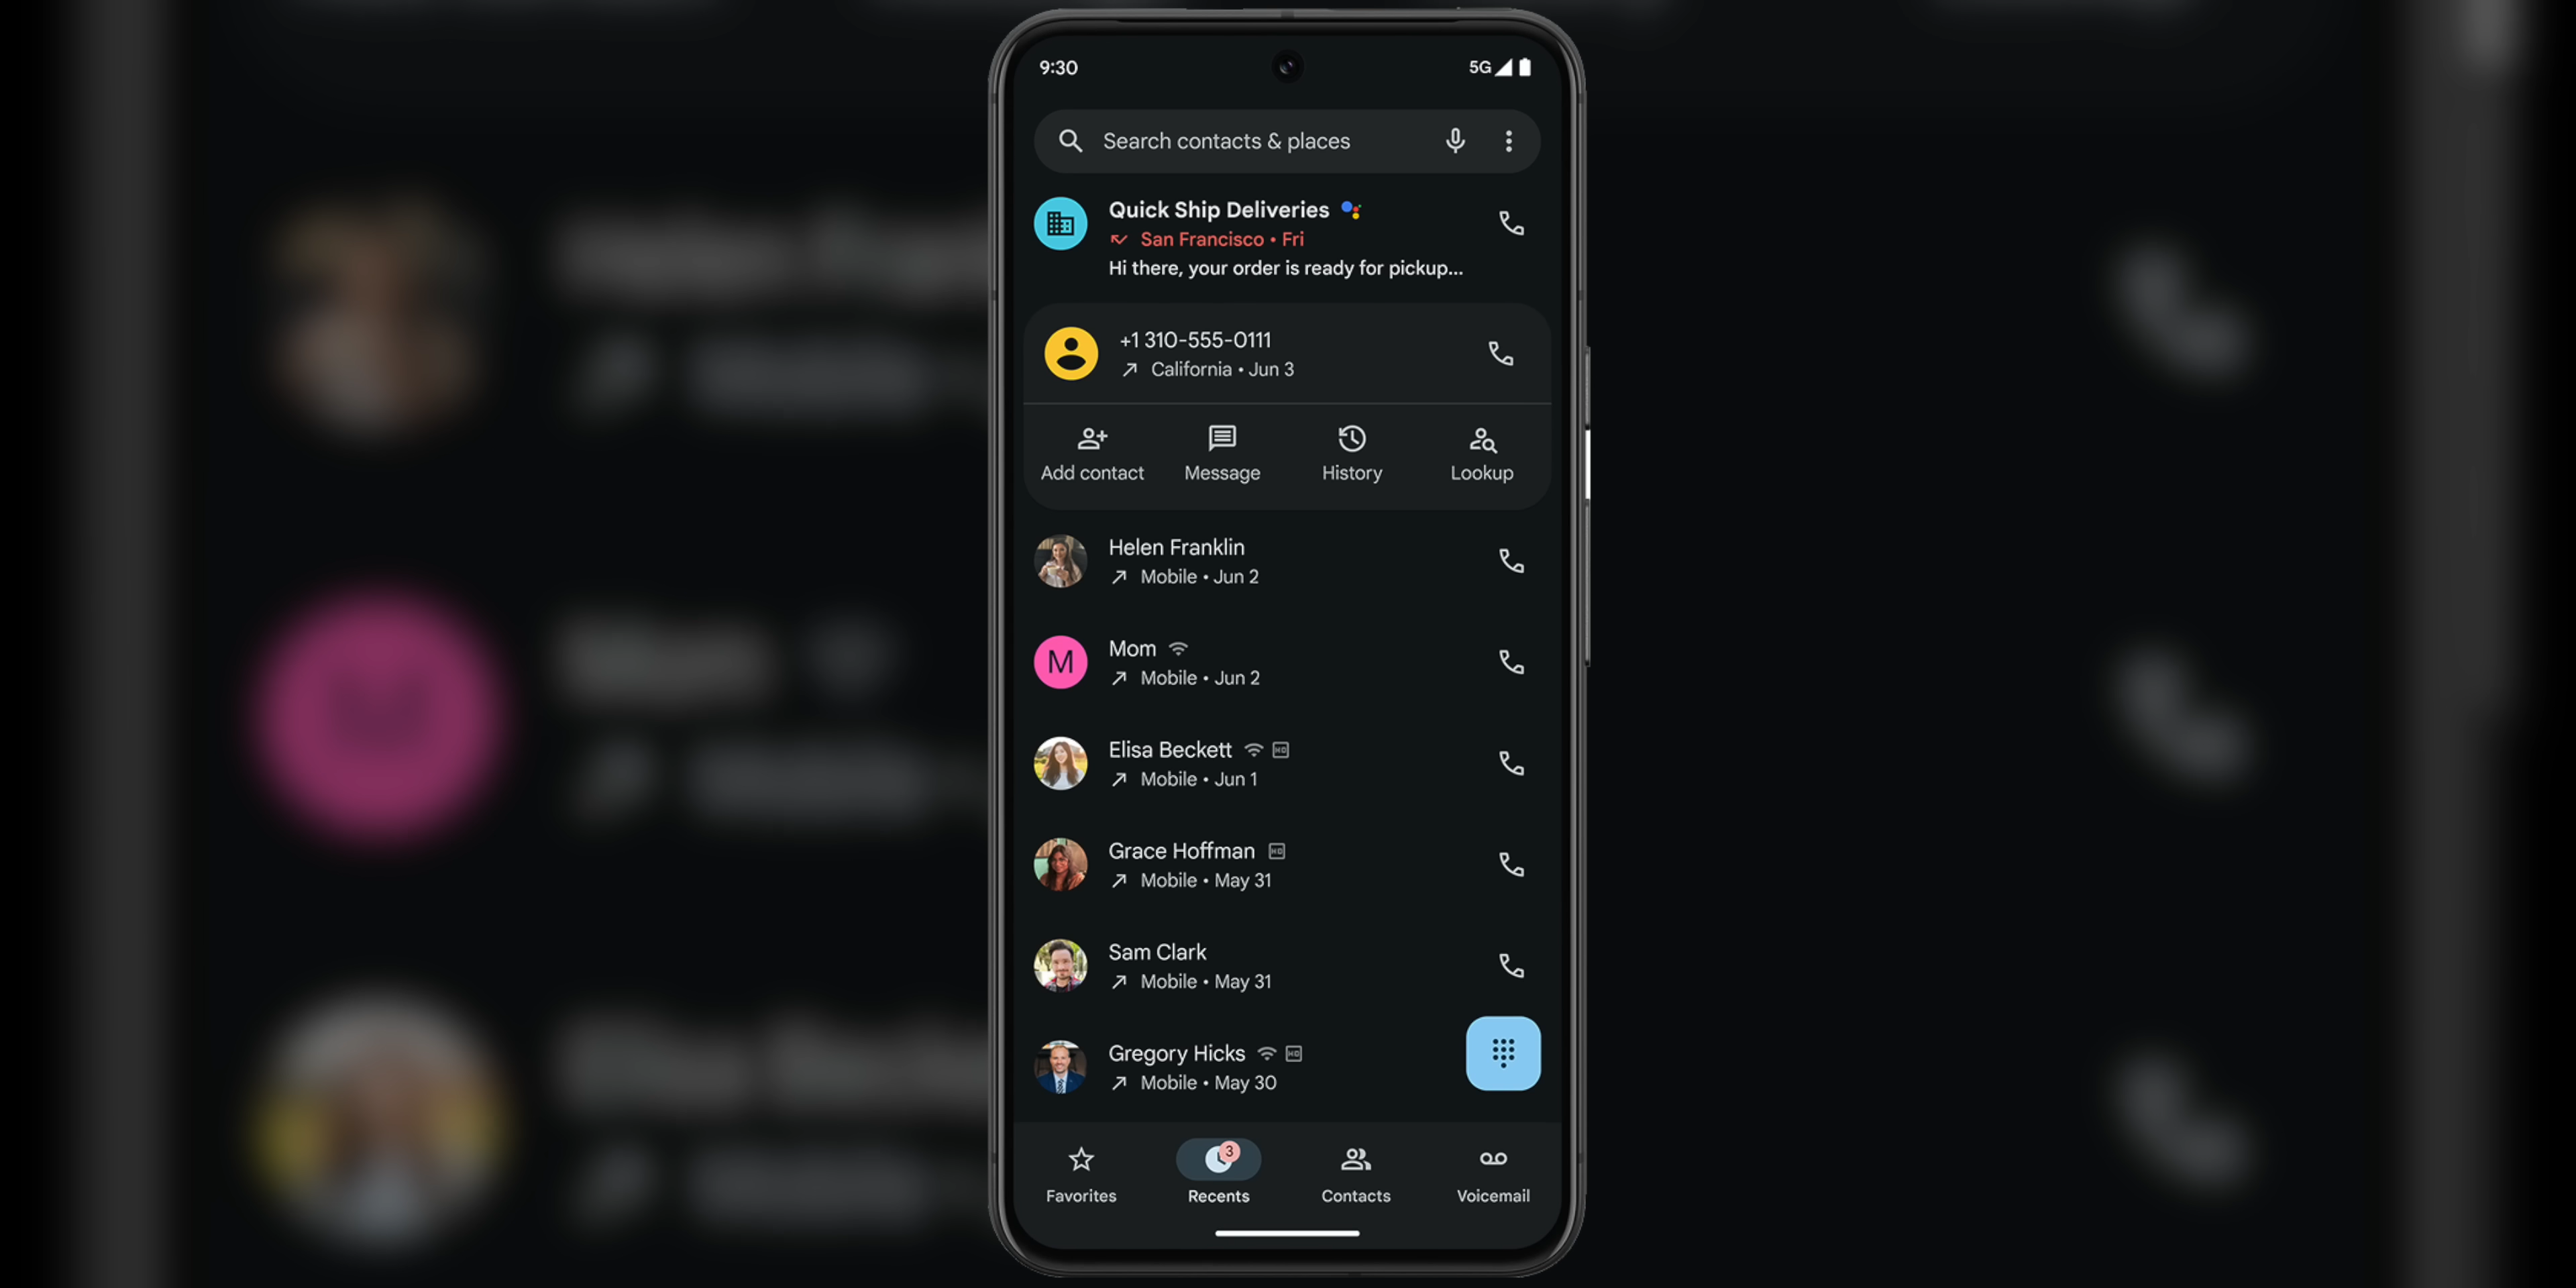 9:30
5G
Search contacts & places
Quick Ship Deliveries
San Francisco • Fri
Hi there, your order is ready for pickup...
+1 310-555-0111
California • Jun 3
Add contact
Message
History
Lookup
Helen Franklin
Mobile • Jun 2
M
Mom
Mobile • Jun 2
Elisa Beckett HD
Mobile • Jun 1
Grace Hoffman HD
Mobile • May 31
Sam Clark
Mobile • May 31
Gregory Hicks HD
Mobile • May 30
3
Favorites
Recents
Contacts
Voicemail